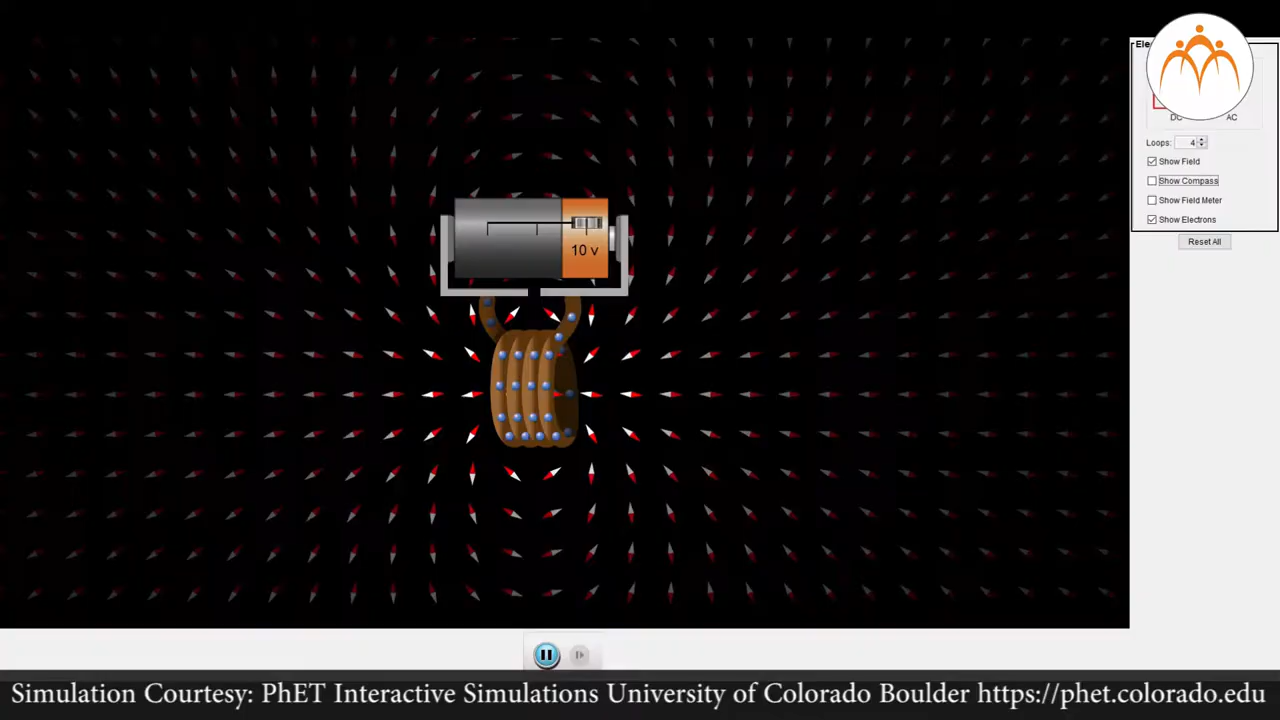 Ele
DC
AC
Loops: 4
Show Field
Show Compass
Show Field Meter
Show Electrons
Reset All
10 v
Simulation Courtesy: PhET Interactive Simulations University of Colorado Boulder https://phet.colorado.edu